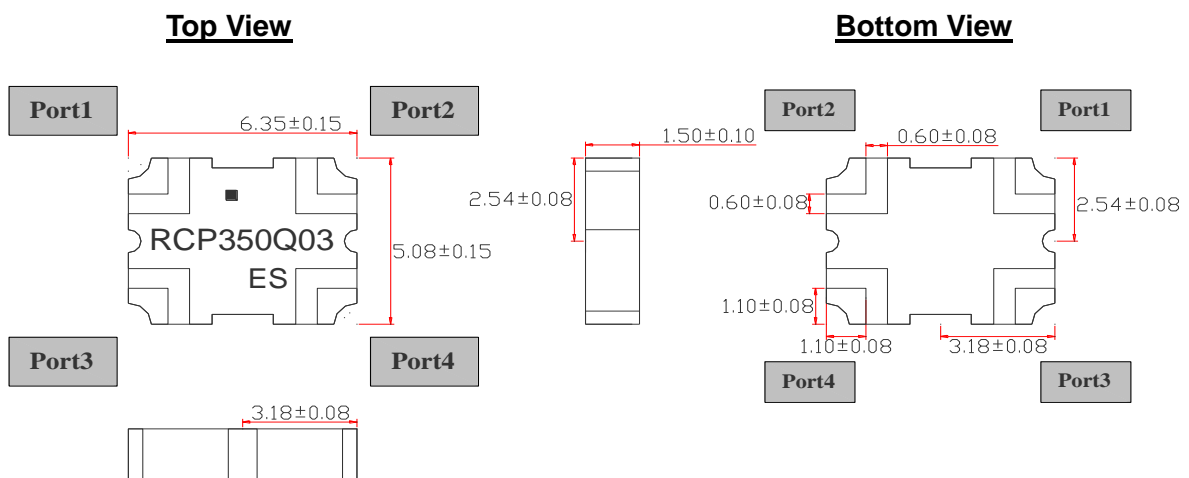 Top View
Bottom View
Port1
Port2
Port2
Port1
6.35±0.15
1.50±0.10
0.60±0.08
2.54±0.08
0.60±0.08
2.54±0.08
RCP350Q03
5.08±0.15
ES
1.10±0.08
1.10±0.08
3.18±0.08
Port3
Port4
Port4
Port3
3.18±0.08